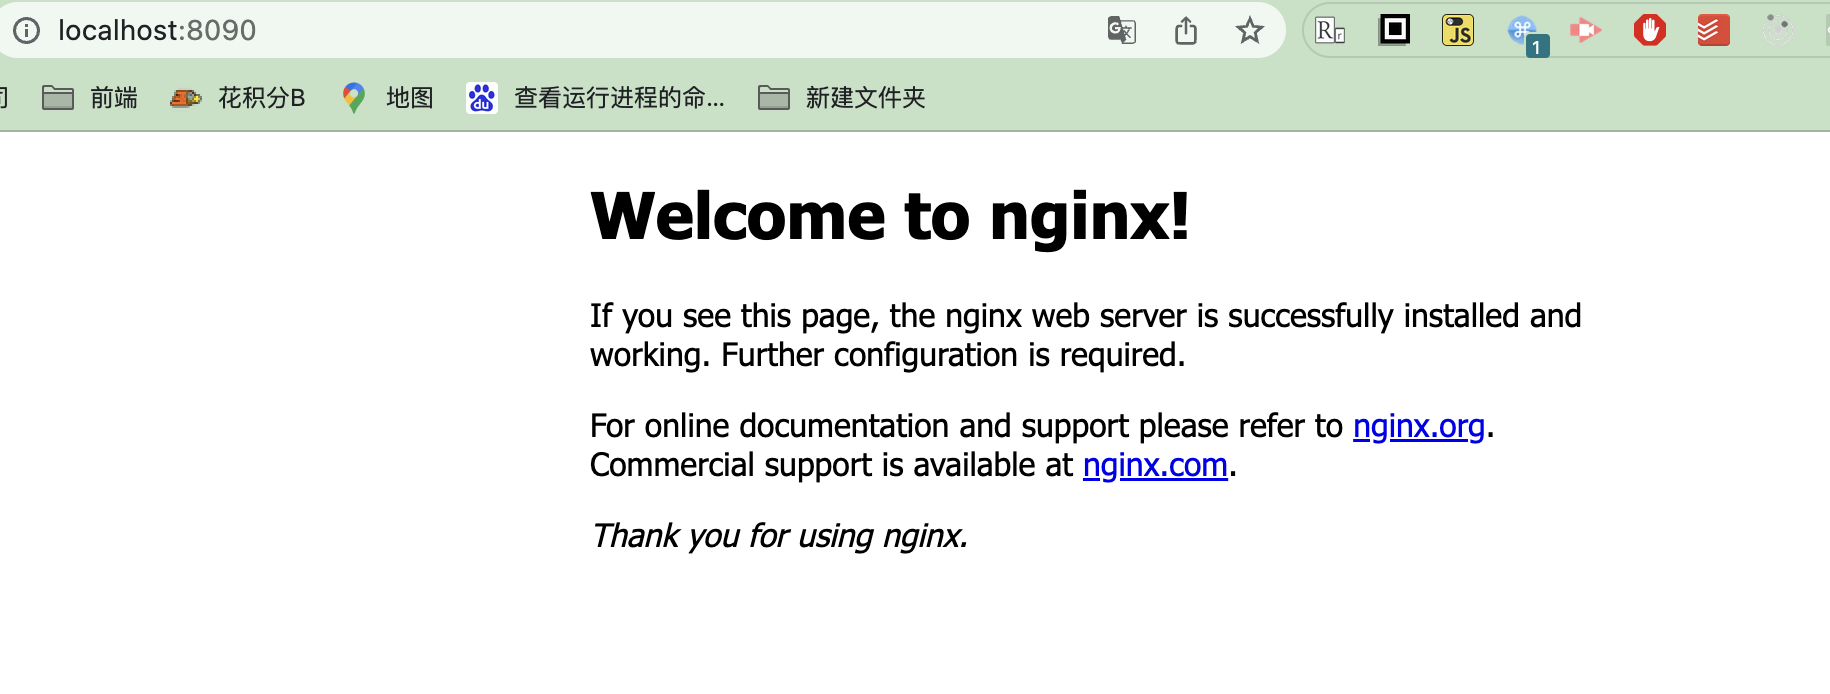 localhost:8090
前端 花积分B 地图 查看运行进程的命... 新建文件夹
Welcome to nginx!
If you see this page, the nginx web server is successfully installed and
working. Further configuration is required.
For online documentation and support please refer to nginx.org.
Commercial support is available at nginx.com.
Thank you for using nginx.